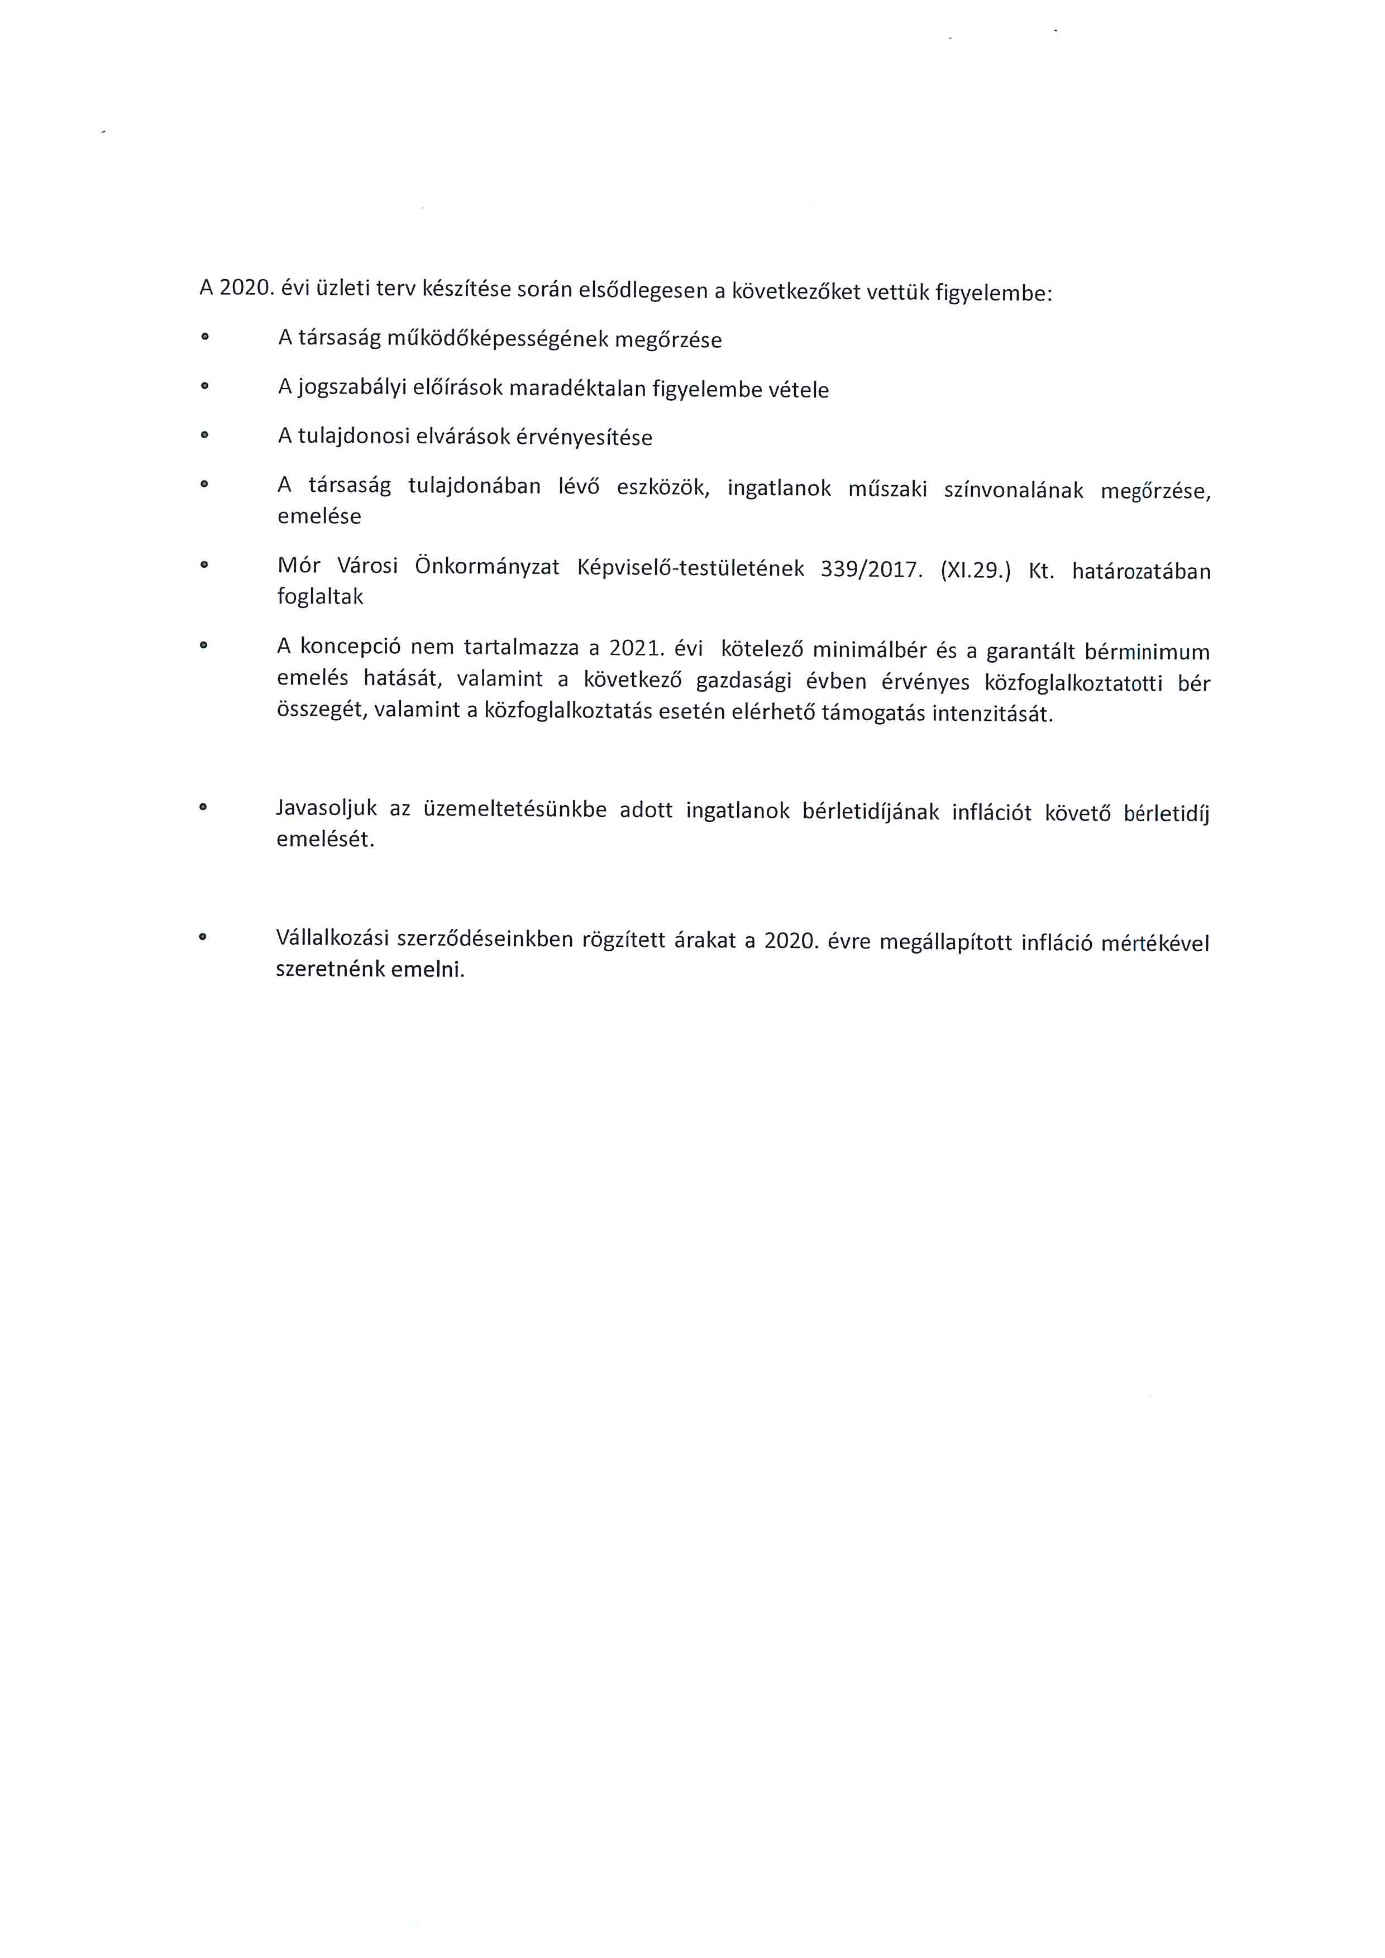 A 2020. évi üzleti terv készítése során elsődlegesen a következőket vettük figyelembe:
• A társaság működőképességének megőrzése
• A jogszabályi előírások maradéktalan figyelembe vétele
• A tulajdonosi elvárások érvényesítése
• A társaság tulajdonában lévő eszközök, ingatlanok műszaki színvonalának megőrzése,
emelése
• Mór Városi Önkormányzat Képviselő-testületének 339/2017. (XI.29.) Kt. határozatában
foglaltak
• A koncepció nem tartalmazza a 2021. évi kötelező minimálbér és a garantált bérminimum
emelés hatását, valamint a következő gazdasági évben érvényes közfoglalkoztatotti bér
összegét, valamint a közfoglalkoztatás esetén elérhető támogatás intenzitását.
• Javasoljuk az üzemeltetésünkbe adott ingatlanok bérletidíjának inflációt követő bérletidíj
emelését.
• Vállalkozási szerződéseinkben rögzített árakat a 2020. évre megállapított infláció mértékével
szeretnénk emelni.